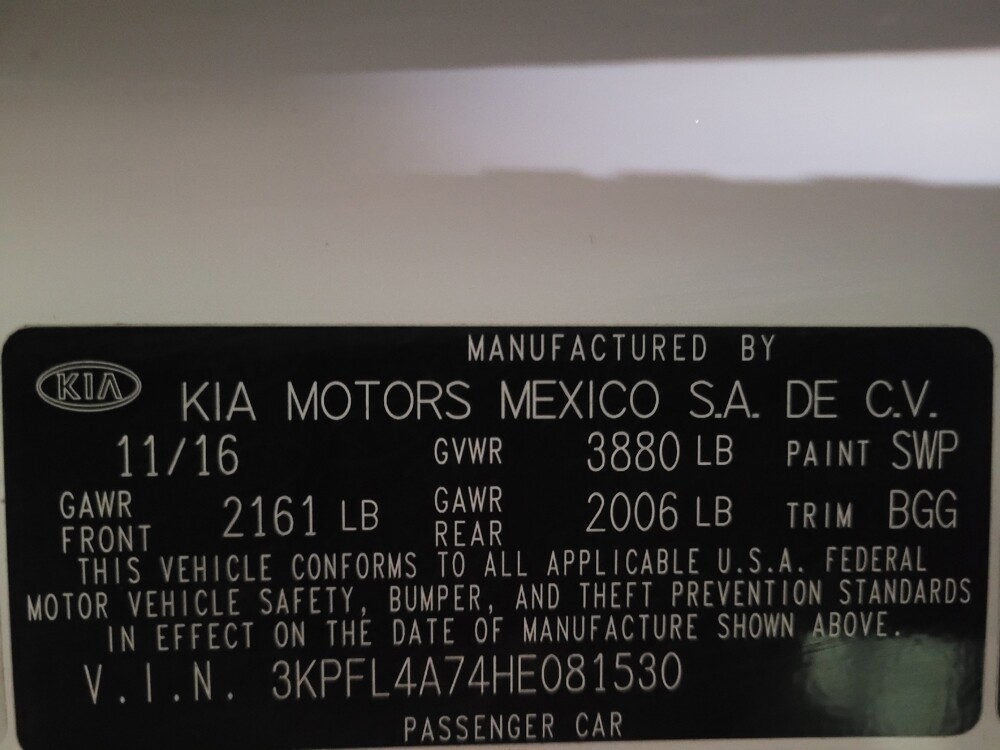 MANUFACTURED BY
KIA KIA MOTORS MEXICO S.A. DE C.V.
11/16 GVWR 3880 LB PAINT SWP
GAWR FRONT 2161 LB GAWR REAR 2006 LB TRIM BGG
THIS VEHICLE CONFORMS TO ALL APPLICABLE U.S.A. FEDERAL
MOTOR VEHICLE SAFETY, BUMPER, AND THEFT PREVENTION STANDARDS
IN EFFECT ON THE DATE OF MANUFACTURE SHOWN ABOVE.
V.I.N. 3KPFL4A74HE081530
PASSENGER CAR